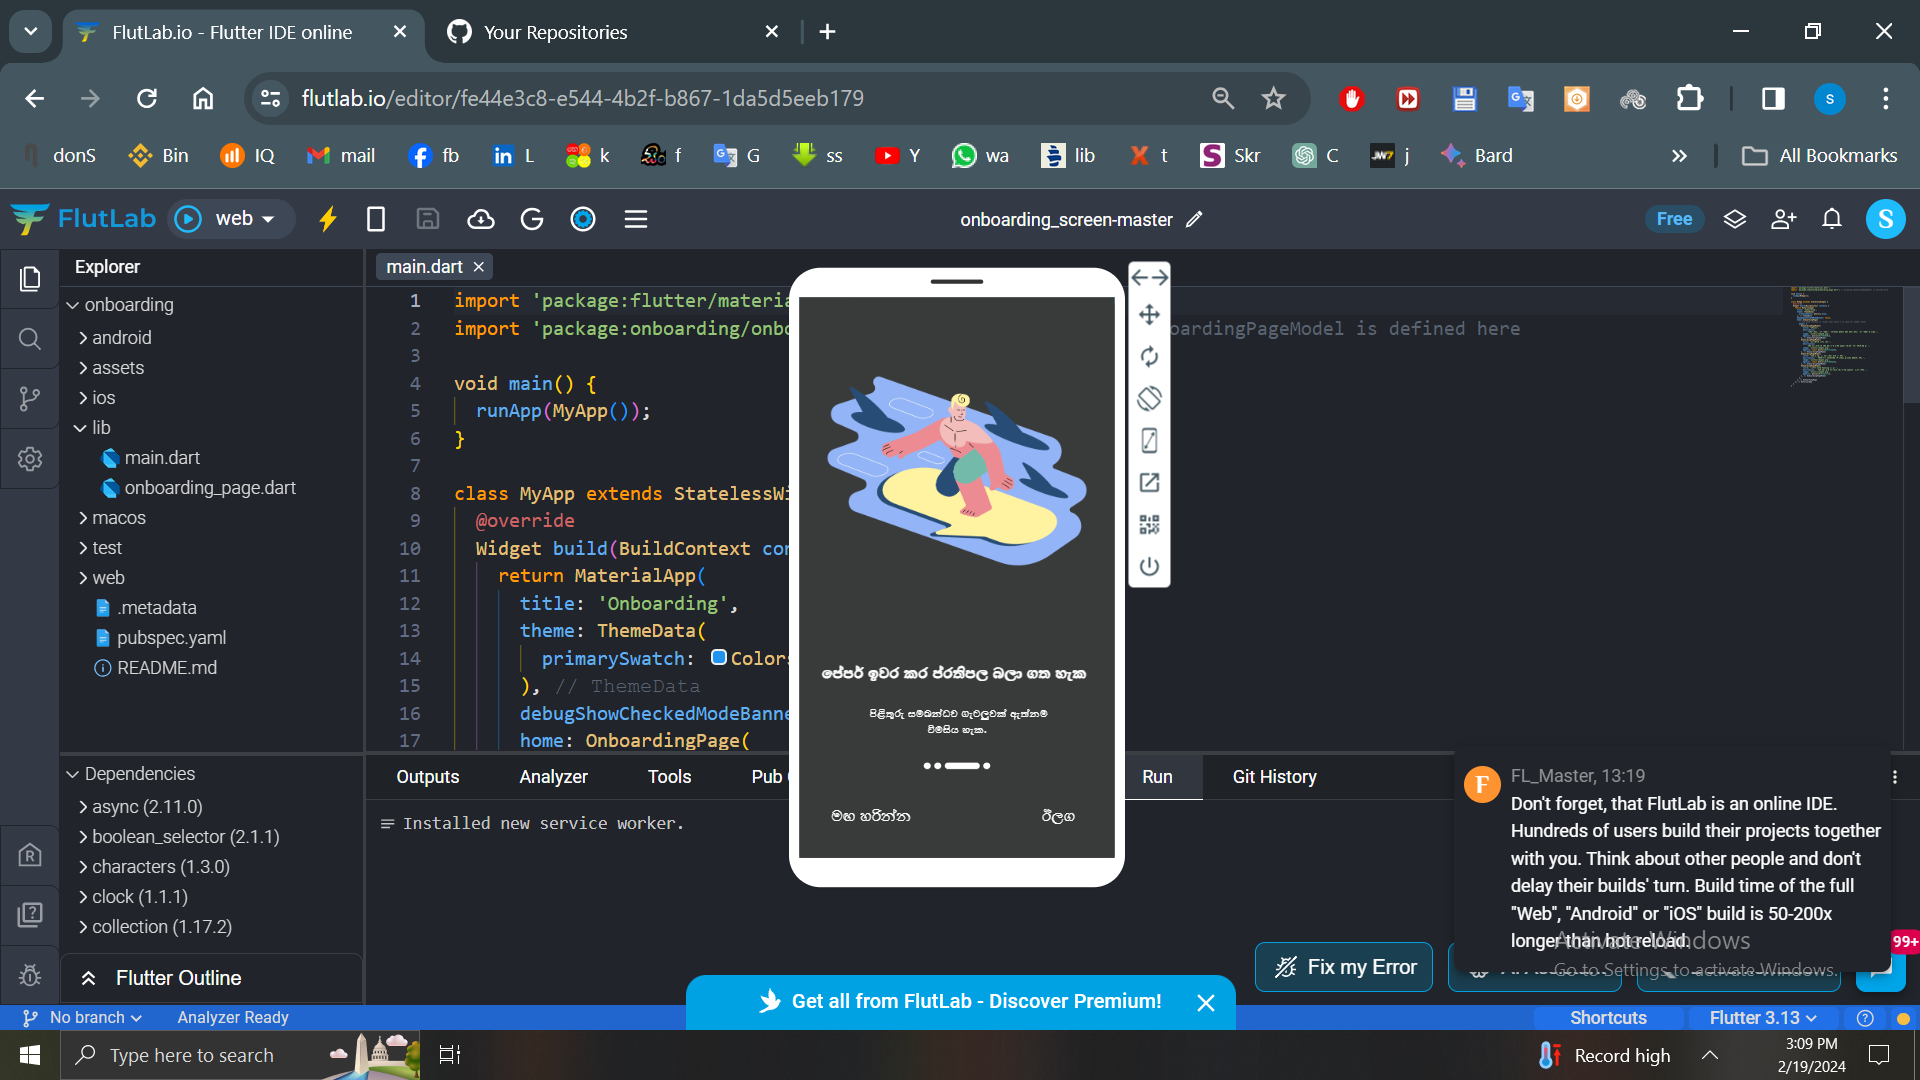 FlutLab.io - Flutter IDE online
Your Repositories
flutlab.io/editor/fe44e3c8-e544-4b2f-b867-1da5d5eeb179
S
donS
Bin
IQ
mail
fb
L
k
f
G
ss
Y
wa
lib
t
Skr
C
j
Bard
All Bookmarks
FlutLab
web
onboarding_screen-master
Free
S
Explorer
onboarding
android
assets
ios
lib
main.dart
onboarding_page.dart
macos
test
web
.metadata
pubspec.yaml
README.md
Dependencies
async (2.11.0)
boolean_selector (2.1.1)
characters (1.3.0)
clock (1.1.1)
collection (1.17.2)
Flutter Outline
main.dart
1 import 'package:flutter/materia
2 import 'package:onboarding/onbo oardingPageModel is defined here
3
4 void main() {
5 runApp(MyApp());
6 }
7
8 class MyApp extends StatelessWi
9 @override
10 Widget build(BuildContext con
11 return MaterialApp(
12 title: 'Onboarding',
13 theme: ThemeData(
14 primarySwatch: Colors
15 ), // ThemeData
16 debugShowCheckedModeBanne
17 home: OnboardingPage(
පේපර් ඉවර කර ප්රතිපල බලා ගත හැක
පිළිතුරු සම්බන්ධව ගැටලුවක් ඇත්නම්
විමසිය හැක.
මඟ හරින්න
ඊලග
Outputs
Analyzer
Tools
Pub
Run
Git History
Installed new service worker.
FL_Master, 13:19
Don't forget, that FlutLab is an online IDE.
Hundreds of users build their projects together
with you. Think about other people and don't
delay their builds' turn. Build time of the full
"Web", "Android" or "iOS" build is 50-200x
longer than hot reload.
Activate Windows
Go to Settings to activate Windows.
99+
Fix my Error
Get all from FlutLab - Discover Premium!
No branch
Analyzer Ready
Shortcuts
Flutter 3.13
Type here to search
Record high
3:09 PM
2/19/2024